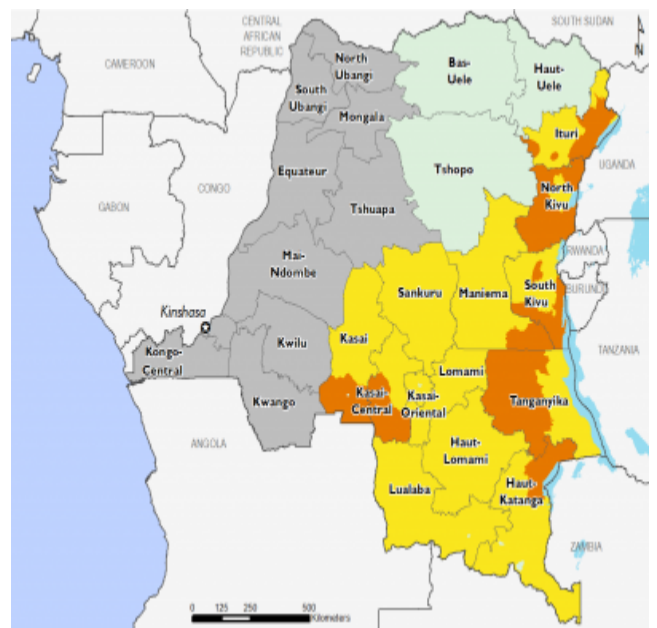 SOUTH SUDAN
CENTRAL
AFRICAN
REPUBLIC
N
CAMEROON
North
Ubangi
Bas-
Uele
Haut-
Uele
South
Ubangi
Mongala
Ituri
Equateur
Tshopo
UGANDA
CONGO
North
Kivu
GABON
Tshuapa
RWANDA
Mai-
Ndombe
Sankuru
Maniema
South
Kivu
BURUNDI
Kinshasa
Kasai
Kwilu
Kongo-
Central
TANZANIA
Lomami
Kasai-
Central
Kasai-
Oriental
Tanganyika
Kwango
ANGOLA
Haut-
Lomami
Lualaba
Haut-
Katanga
ZAMBIA
0 125 250 500
Kilometers